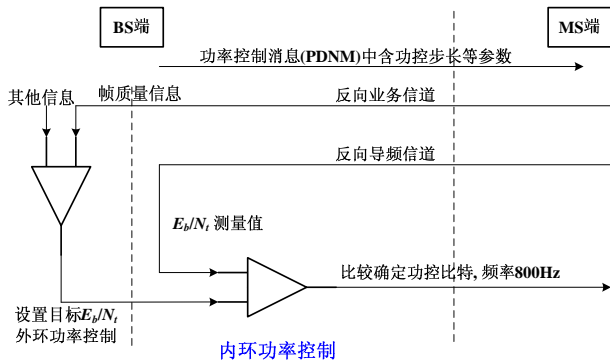 BS端
MS端
功率控制消息(PDNM)中含功控步长等参数
其他信息
帧质量信息
反向业务信道
反向导频信道
Eb/Nt 测量值
比较确定功控比特, 频率800Hz
设置目标Eb/Nt
外环功率控制
内环功率控制